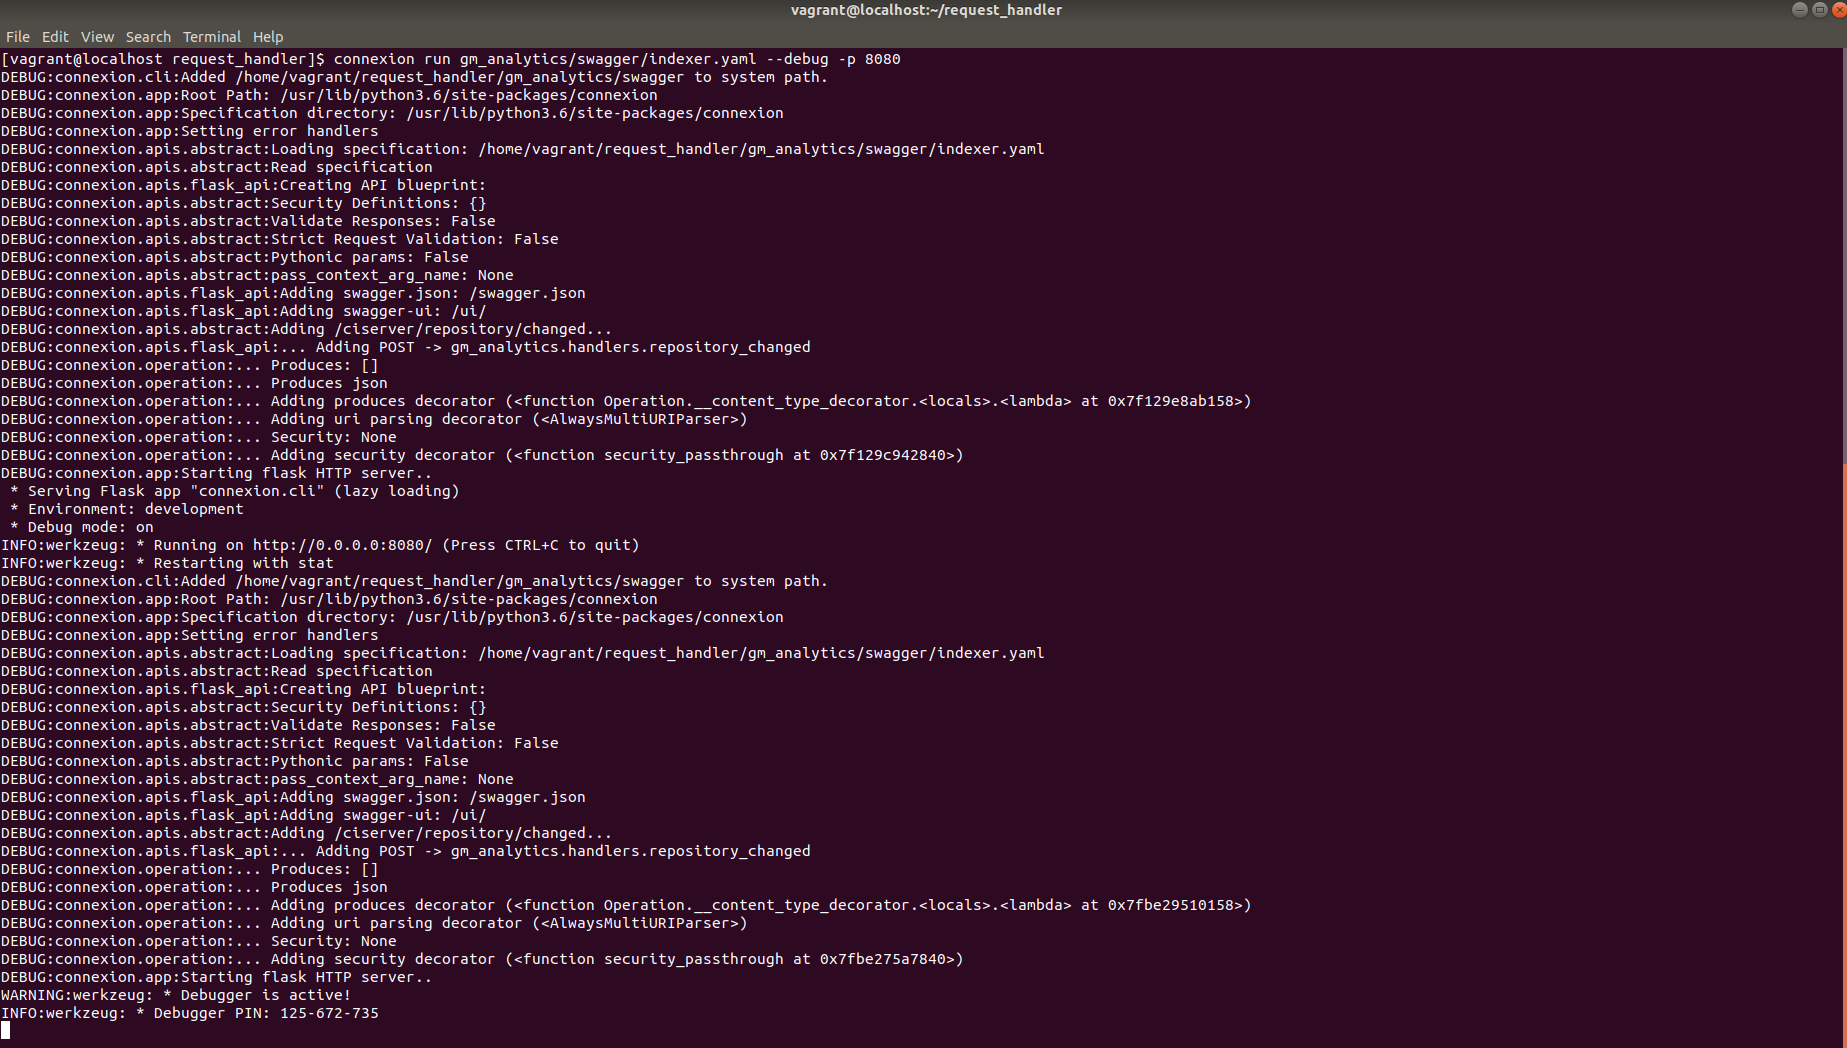 vagrant@localhost:~/request_handler
File Edit View Search Terminal Help
[vagrant@localhost request_handler]$ connexion run gm_analytics/swagger/indexer.yaml --debug -p 8080
DEBUG:connexion.cli:Added /home/vagrant/request_handler/gm_analytics/swagger to system path.
DEBUG:connexion.app:Root Path: /usr/lib/python3.6/site-packages/connexion
DEBUG:connexion.app:Specification directory: /usr/lib/python3.6/site-packages/connexion
DEBUG:connexion.app:Setting error handlers
DEBUG:connexion.apis.abstract:Loading specification: /home/vagrant/request_handler/gm_analytics/swagger/indexer.yaml
DEBUG:connexion.apis.abstract:Read specification
DEBUG:connexion.apis.flask_api:Creating API blueprint:
DEBUG:connexion.apis.abstract:Security Definitions: {}
DEBUG:connexion.apis.abstract:Validate Responses: False
DEBUG:connexion.apis.abstract:Strict Request Validation: False
DEBUG:connexion.apis.abstract:Pythonic params: False
DEBUG:connexion.apis.abstract:pass_context_arg_name: None
DEBUG:connexion.apis.flask_api:Adding swagger.json: /swagger.json
DEBUG:connexion.apis.flask_api:Adding swagger-ui: /ui/
DEBUG:connexion.apis.abstract:Adding /ciserver/repository/changed...
DEBUG:connexion.apis.flask_api:... Adding POST -> gm_analytics.handlers.repository_changed
DEBUG:connexion.operation:... Produces: []
DEBUG:connexion.operation:... Produces json
DEBUG:connexion.operation:... Adding produces decorator (<function Operation.__content_type_decorator.<locals>.<lambda> at 0x7f129e8ab158>)
DEBUG:connexion.operation:... Adding uri parsing decorator (<AlwaysMultiURIParser>)
DEBUG:connexion.operation:... Security: None
DEBUG:connexion.operation:... Adding security decorator (<function security_passthrough at 0x7f129c942840>)
DEBUG:connexion.app:Starting flask HTTP server..
 * Serving Flask app "connexion.cli" (lazy loading)
 * Environment: development
 * Debug mode: on
INFO:werkzeug: * Running on http://0.0.0.0:8080/ (Press CTRL+C to quit)
INFO:werkzeug: * Restarting with stat
DEBUG:connexion.cli:Added /home/vagrant/request_handler/gm_analytics/swagger to system path.
DEBUG:connexion.app:Root Path: /usr/lib/python3.6/site-packages/connexion
DEBUG:connexion.app:Specification directory: /usr/lib/python3.6/site-packages/connexion
DEBUG:connexion.app:Setting error handlers
DEBUG:connexion.apis.abstract:Loading specification: /home/vagrant/request_handler/gm_analytics/swagger/indexer.yaml
DEBUG:connexion.apis.abstract:Read specification
DEBUG:connexion.apis.flask_api:Creating API blueprint:
DEBUG:connexion.apis.abstract:Security Definitions: {}
DEBUG:connexion.apis.abstract:Validate Responses: False
DEBUG:connexion.apis.abstract:Strict Request Validation: False
DEBUG:connexion.apis.abstract:Pythonic params: False
DEBUG:connexion.apis.abstract:pass_context_arg_name: None
DEBUG:connexion.apis.flask_api:Adding swagger.json: /swagger.json
DEBUG:connexion.apis.flask_api:Adding swagger-ui: /ui/
DEBUG:connexion.apis.abstract:Adding /ciserver/repository/changed...
DEBUG:connexion.apis.flask_api:... Adding POST -> gm_analytics.handlers.repository_changed
DEBUG:connexion.operation:... Produces: []
DEBUG:connexion.operation:... Produces json
DEBUG:connexion.operation:... Adding produces decorator (<function Operation.__content_type_decorator.<locals>.<lambda> at 0x7fbe29510158>)
DEBUG:connexion.operation:... Adding uri parsing decorator (<AlwaysMultiURIParser>)
DEBUG:connexion.operation:... Security: None
DEBUG:connexion.operation:... Adding security decorator (<function security_passthrough at 0x7fbe275a7840>)
DEBUG:connexion.app:Starting flask HTTP server..
WARNING:werkzeug: * Debugger is active!
INFO:werkzeug: * Debugger PIN: 125-672-735